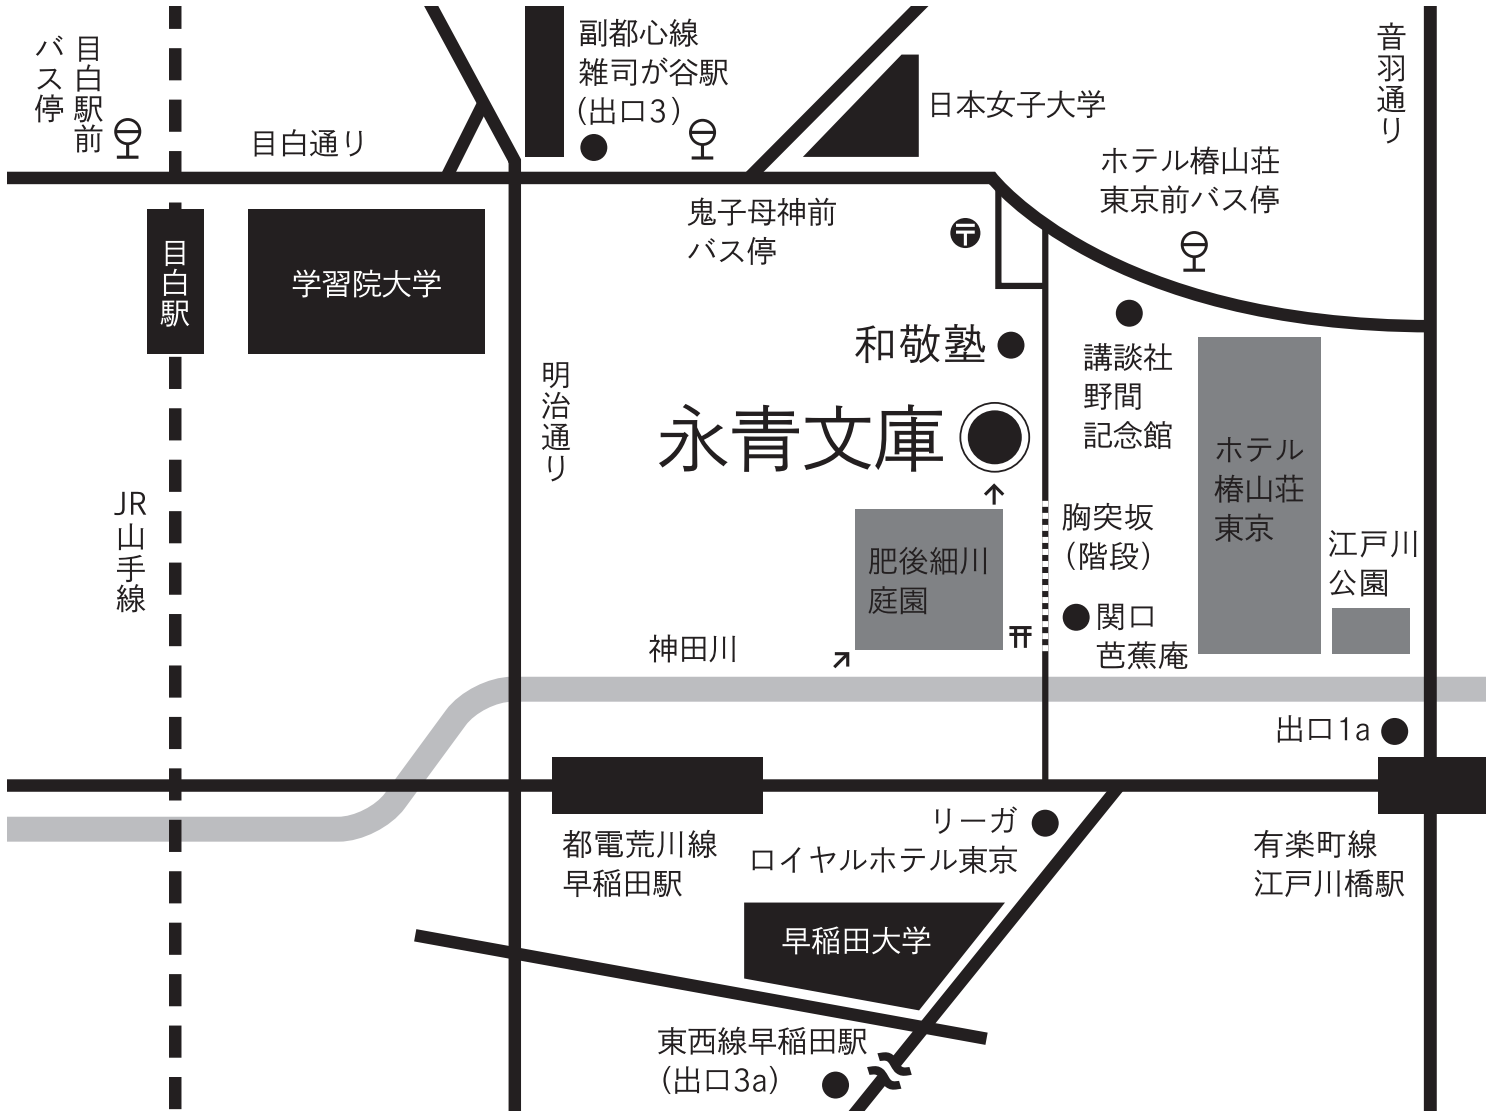 目白駅前
バス停
目白通り
副都心線
雑司が谷駅
(出口3)
日本女子大学
音羽通り
ホテル椿山荘
東京前バス停
鬼子母神前
バス停
〒
目白駅
学習院大学
和敬塾
講談社
野間
記念館
明治通り
永青文庫
ホテル
椿山荘
東京
JR山手線
胸突坂
（階段）
江戸川
公園
肥後細川
庭園
関口
芭蕉庵
神田川
出口1a
リーガ
ロイヤルホテル東京
都電荒川線
早稲田駅
有楽町線
江戸川橋駅
早稲田大学
東西線早稲田駅
（出口3a）